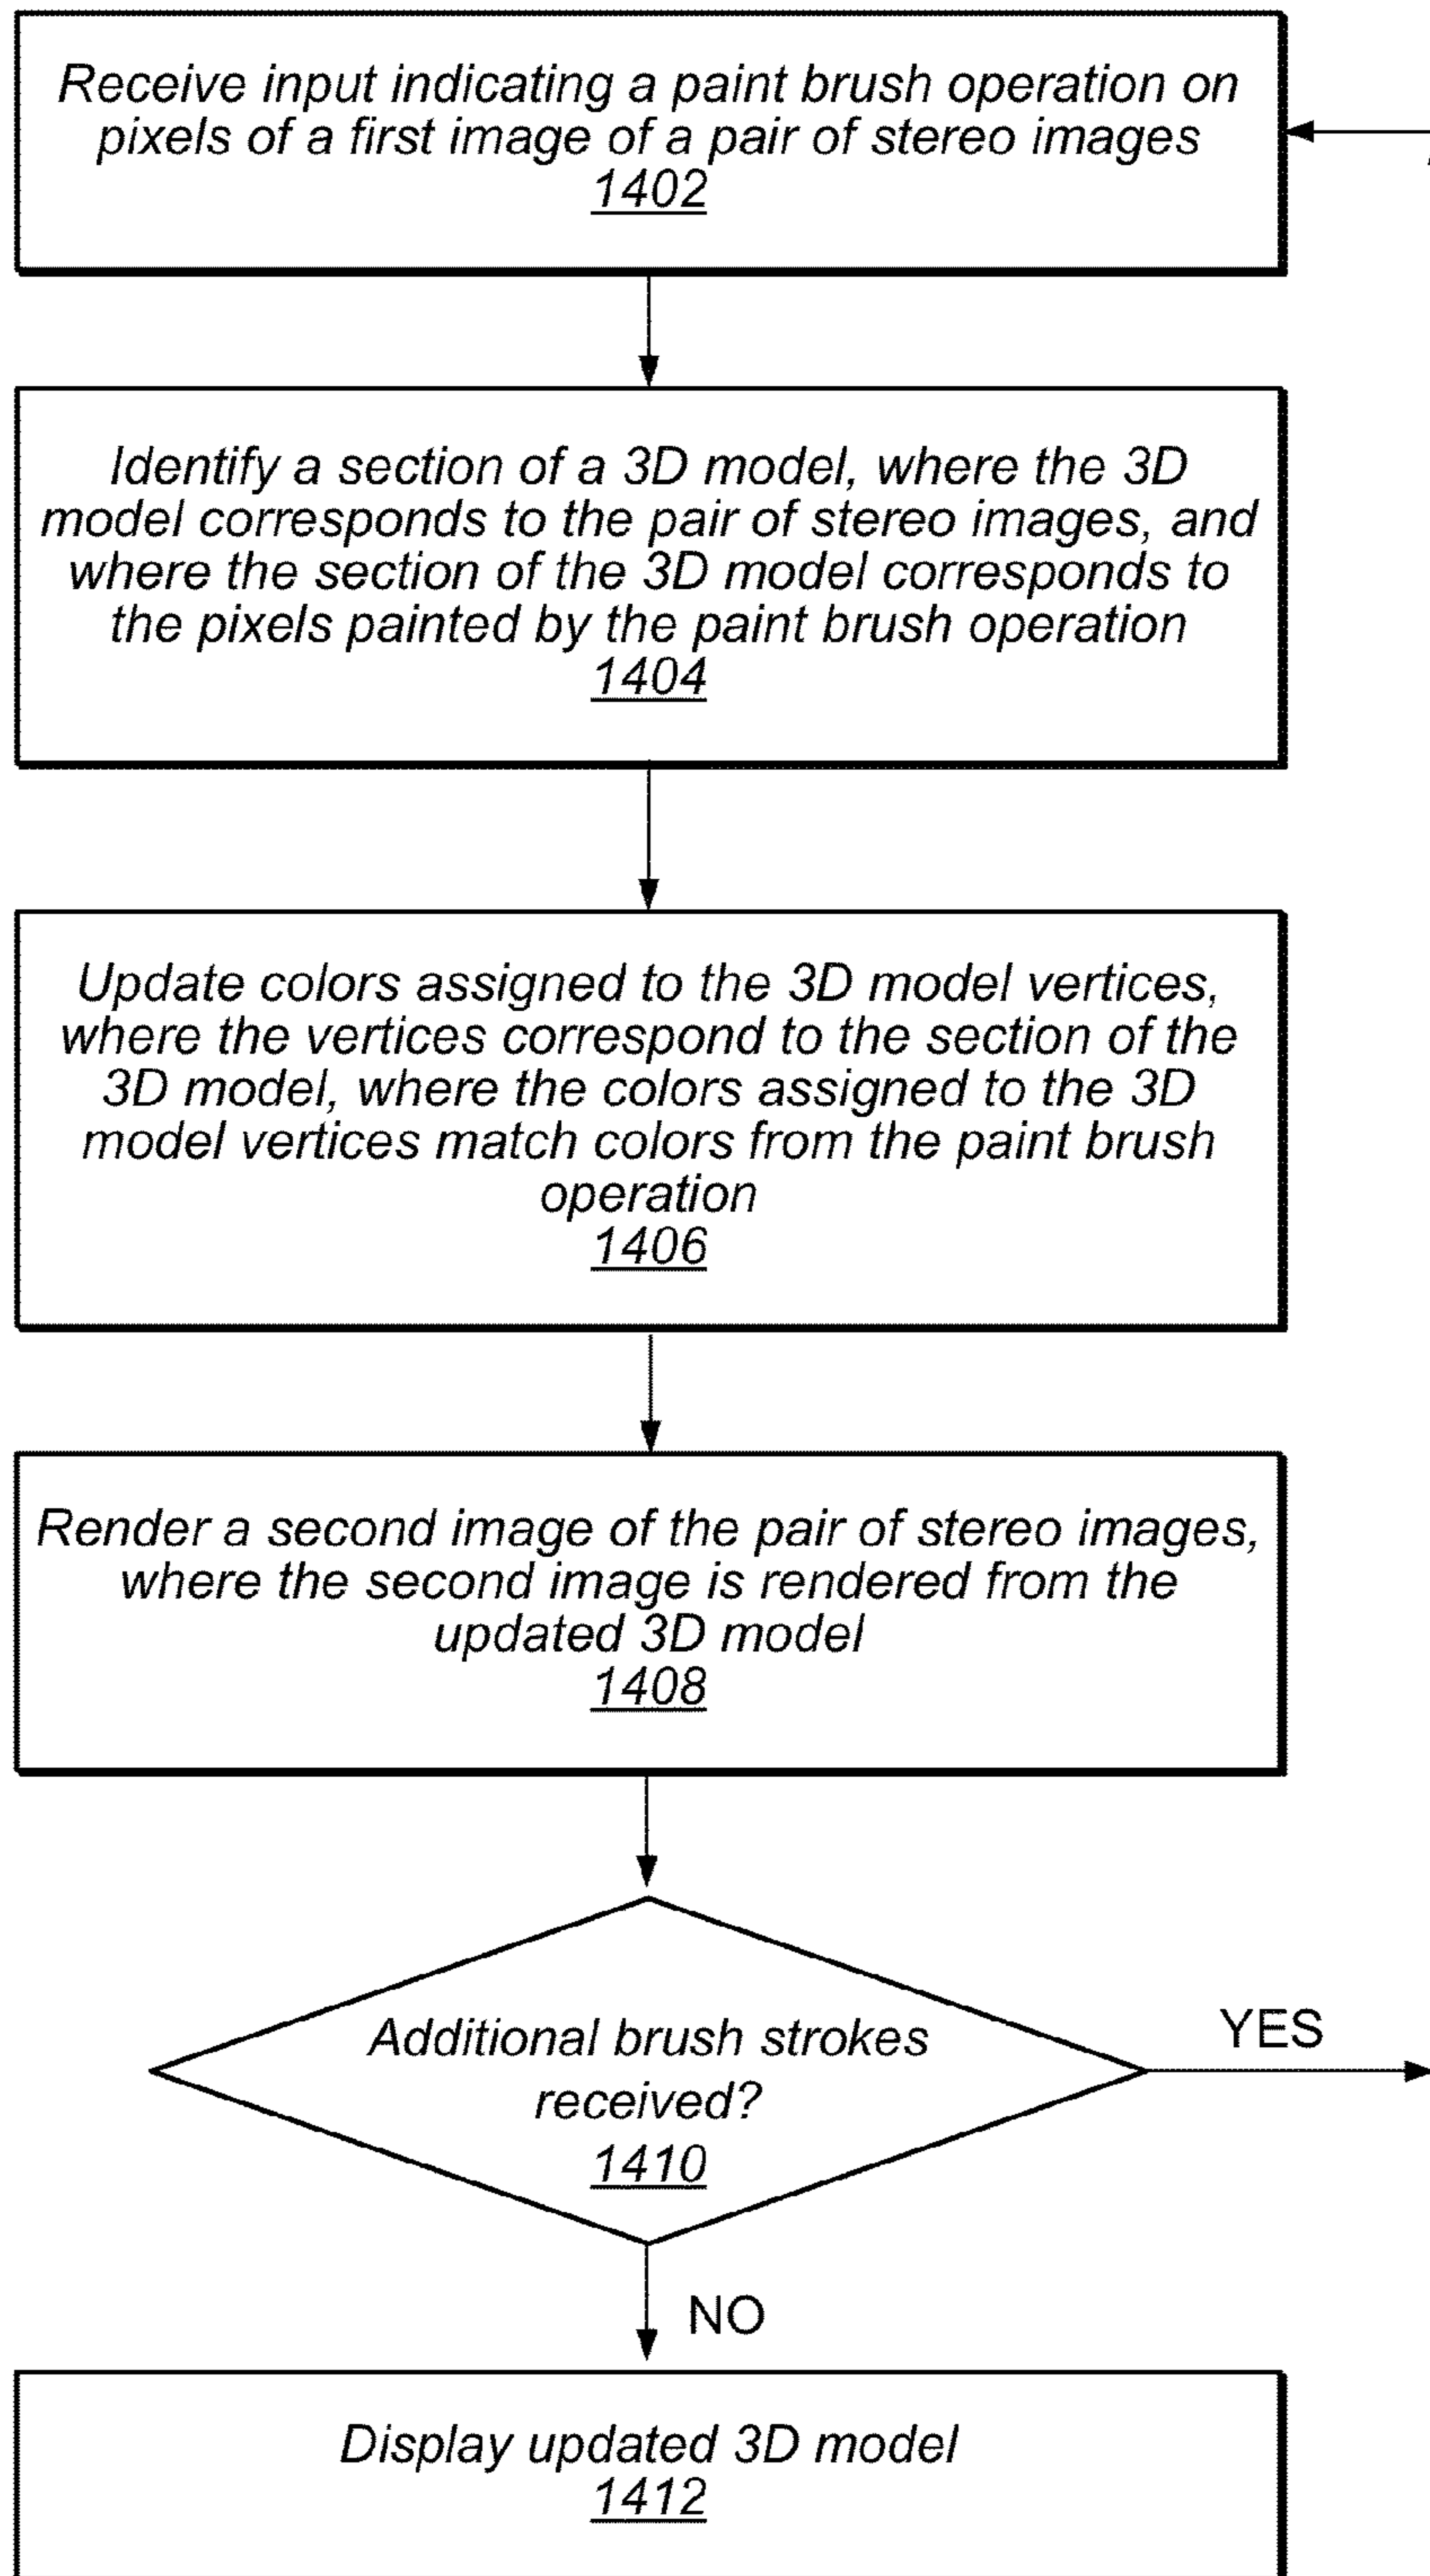 Receive input indicating a paint brush operation on
pixels of a first image of a pair of stereo images
1402
Identify a section of a 3D model, where the 3D
model corresponds to the pair of stereo images, and
where the section of the 3D model corresponds to
the pixels painted by the paint brush operation
1404
Update colors assigned to the 3D model vertices,
where the vertices correspond to the section of the
3D model, where the colors assigned to the 3D
model vertices match colors from the paint brush
operation
1406
Render a second image of the pair of stereo images,
where the second image is rendered from the
updated 3D model
1408
Additional brush strokes
received?
1410
YES
NO
Display updated 3D model
1412